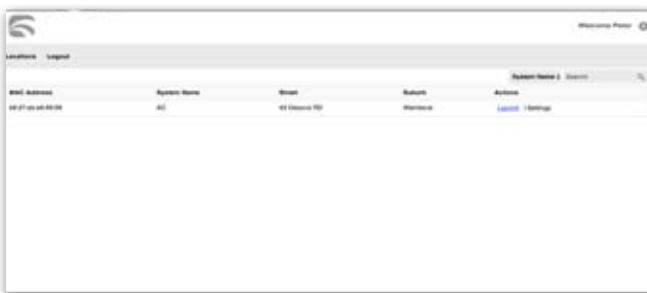 Welcome Peter
Locations Logout
System Name Search
MAC Address System Name Street Suburb Actions
AC Launch | Settings